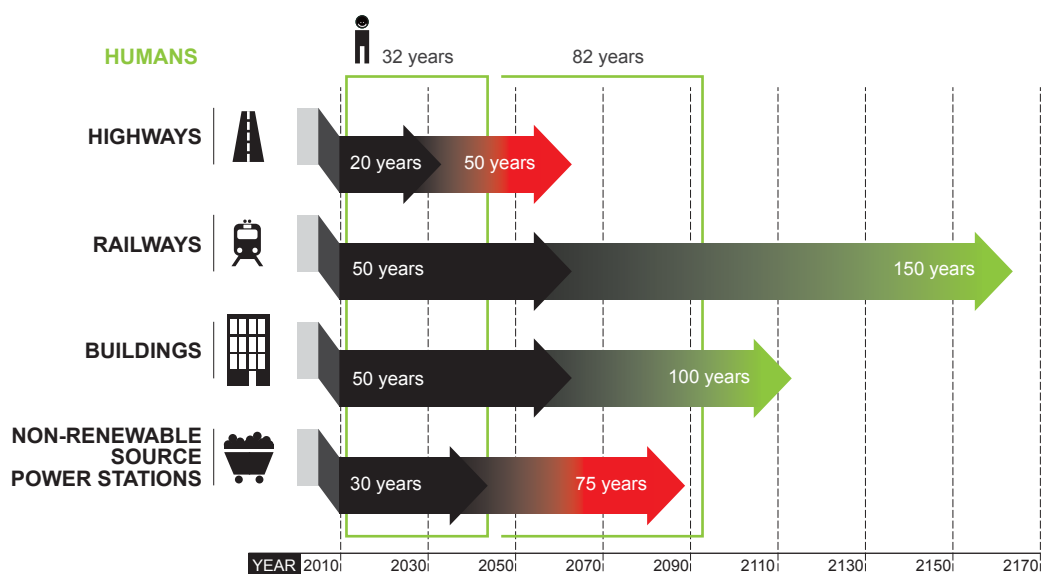 HUMANS
32 years
82 years
HIGHWAYS
20 years
50 years
RAILWAYS
50 years
150 years
BUILDINGS
50 years
100 years
NON-RENEWABLE
SOURCE
POWER STATIONS
30 years
75 years
YEAR 2010 2030 2050 2070 2090 2110 2130 2150 2170